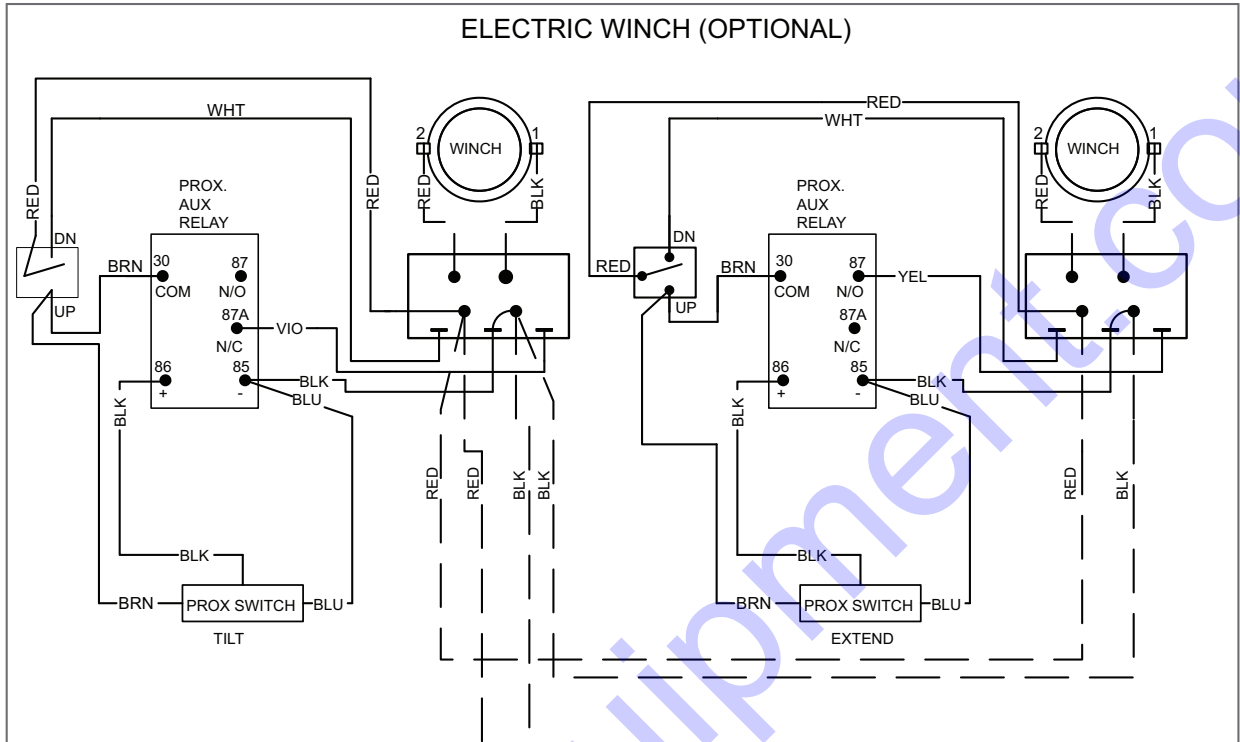 ELECTRIC WINCH (OPTIONAL)
RED
WHT
RED
2
WINCH
1
RED
BLK
PROX.
AUX
RELAY
DN
UP
BRN
30
COM
87
N/O
87A
N/C
VIO
86
+
85
-
BLK
BLU
BLK
BLK
BRN
PROX SWITCH
BLU
TILT
RED
RED
BLK
BLK
RED
WHT
2
WINCH
1
RED
BLK
PROX.
AUX
RELAY
DN
RED
UP
BRN
30
COM
87
N/O
YEL
87A
N/C
86
+
85
-
BLK
BLU
BLK
BLK
BRN
PROX SWITCH
BLU
EXTEND
RED
BLK
uipment.co